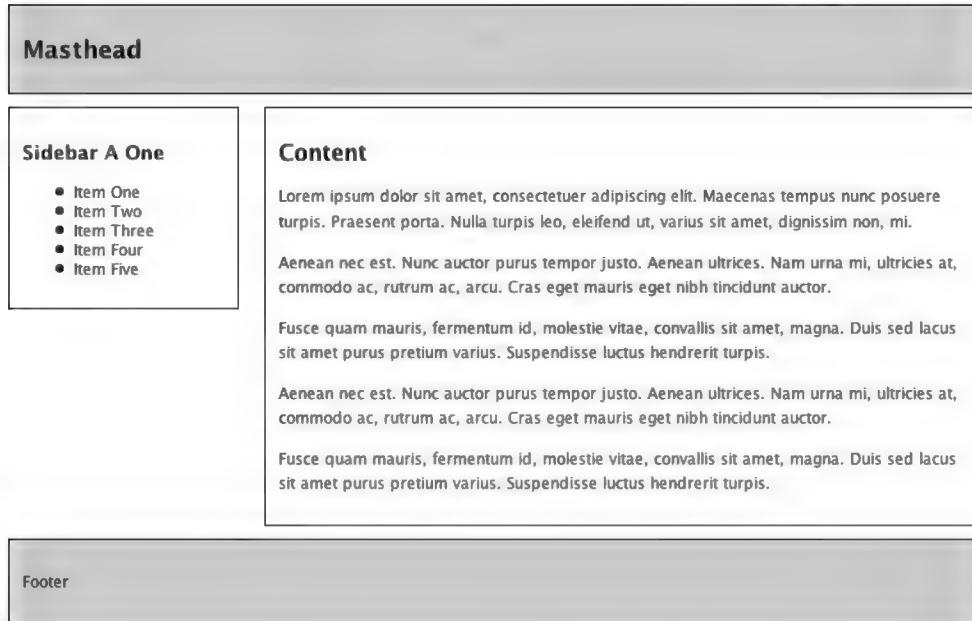 Masthead
Sidebar A One
Item One
Item Two
Item Three
Item Four
Item Five
Content
Lorem ipsum dolor sit amet, consectetuer adipiscing elit. Maecenas tempus nunc posuere
turpis. Praesent porta. Nulla turpis leo, eleifend ut, varius sit amet, dignissim non, mi.
Aenean nec est. Nunc auctor purus tempor justo. Aenean ultrices. Nam urna mi, ultricies at,
commodo ac, rutrum ac, arcu. Cras eget mauris eget nibh tincidunt auctor.
Fusce quam mauris, fermentum id, molestie vitae, convallis sit amet, magna. Duis sed lacus
sit amet purus pretium varius. Suspendisse luctus hendrerit turpis.
Aenean nec est. Nunc auctor purus tempor justo. Aenean ultrices. Nam urna mi, ultricies at,
commodo ac, rutrum ac, arcu. Cras eget mauris eget nibh tincidunt auctor.
Fusce quam mauris, fermentum id, molestie vitae, convallis sit amet, magna. Duis sed lacus
sit amet purus pretium varius. Suspendisse luctus hendrerit turpis.
Footer